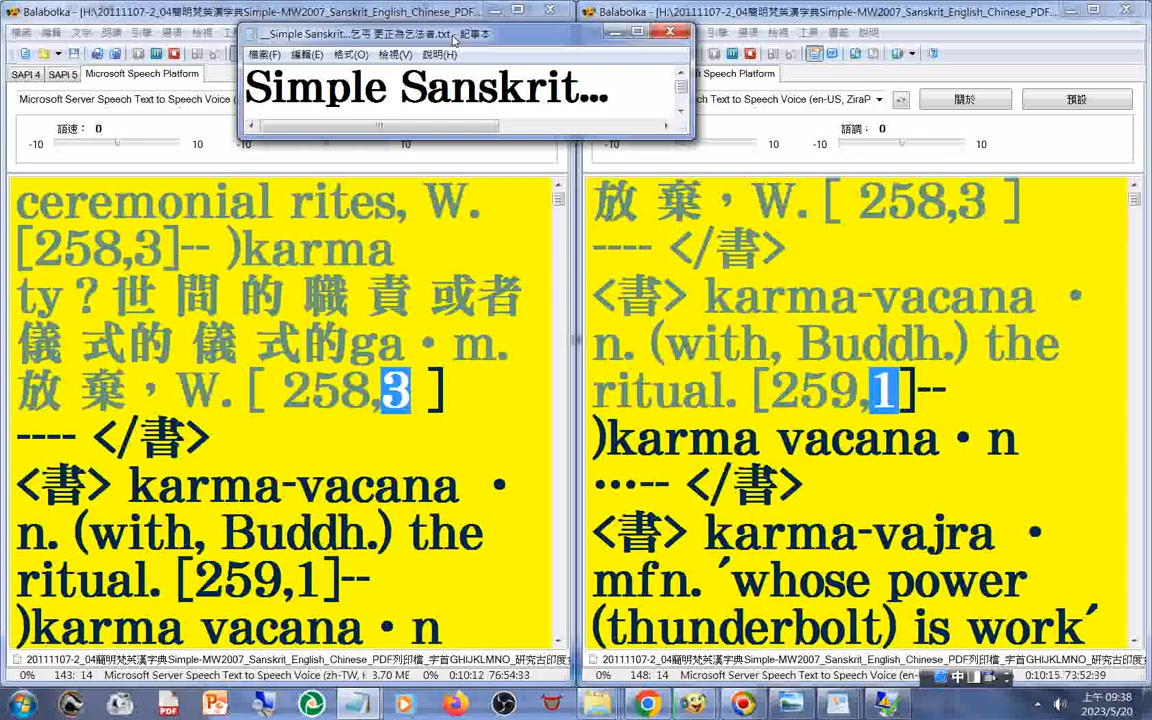 Balabolka - [H:\20111107-2_04簡明梵英漢字典Simple-MW2007_Sanskrit_English_Chinese_PDF...
Balabolka - [H:\20111107-2_04簡明梵英漢字典Simple-MW2007_Sanskrit_English_Chinese_PDF...
__Simple Sanskrit...乞丐 更正為乞法者.txt - 記事本
檔案(F) 編輯(E) 格式(O) 檢視(V) 說明(H)
Simple Sanskrit...
SAPI 4 SAPI 5 Microsoft Speech Platform
Speech Platform
Microsoft Server Speech Text to Speech Voice
Microsoft Server Speech Text to Speech Voice (en-US, ZiraP
關於 預設
語速： 0
-10 10
語調： 0
-10 10
ceremonial rites, W.
[258,3]-- )karma
ty？世 間 的 職 責 或者
儀 式的 儀 式的ga・m.
放 棄，W. [ 258,3 ]
---- </書>
<書> karma-vacana ・
n. (with, Buddh.) the
ritual. [259,1]--
)karma vacana・n
放 棄，W. [ 258,3 ]
---- </書>
<書> karma-vacana ・
n. (with, Buddh.) the
ritual. [259,1]--
)karma vacana・n
…-- </書>
<書> karma-vajra ・
mfn. ´whose power
(thunderbolt) is work´
20111107-2_04簡明梵英漢字典Simple-MW2007_Sanskrit_English_Chinese_PDF列印檔_字首GHIJKLMNO_研究古印度
20111107-2_04簡明梵英漢字典Simple-MW2007_Sanskrit_English_Chinese_PDF列印檔_字首GHIJKLMNO_研究古印度
0% 143: 14 Microsoft Server Speech Text to Speech Voice (zh-TW, 3.70 ME 0% 0:10:12 76:54:33
0% 148: 14 Microsoft Server Speech Text to Speech Voice 0:10:15 73:52:39
中
上午 09:38
2023/5/20